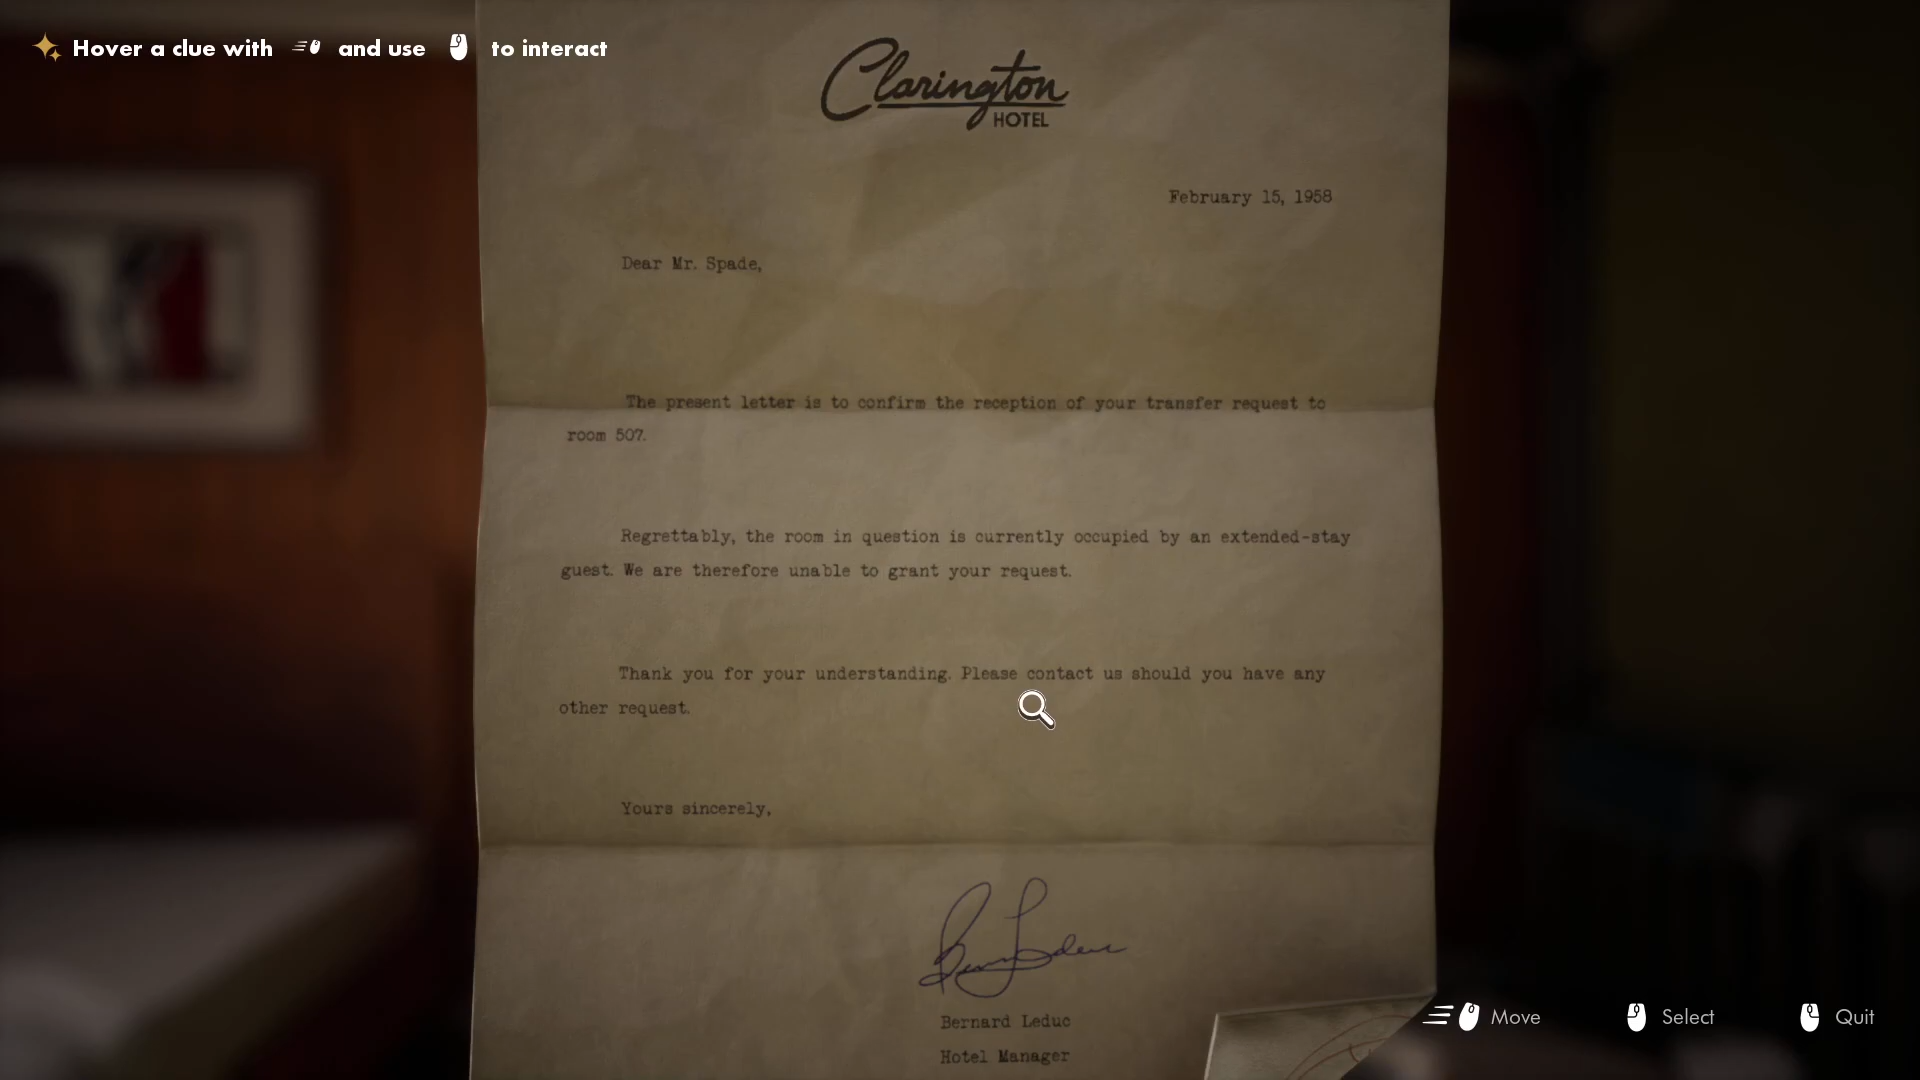 Hover a clue with and use to interact
Clarington
HOTEL
February 15, 1958
Dear Mr. Spade,
The present letter is to confirm the reception of your transfer request to
room 507.
Regrettably, the room in question is currently occupied by an extended-stay
guest. We are therefore unable to grant your request.
Thank you for your understanding. Please contact us should you have any
other request.
Yours sincerely,
Bernard Leduc
Hotel Manager
Move Select Quit